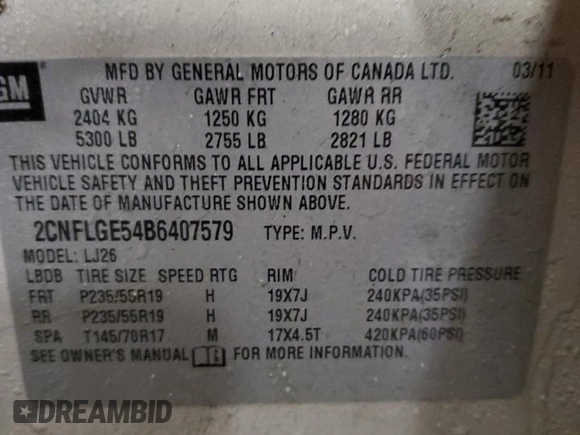 GM
MFD BY GENERAL MOTORS OF CANADA LTD. 03/11
GVWR GAWR FRT GAWR RR
2404 KG 1250 KG 1280 KG
5300 LB 2755 LB 2821 LB
THIS VEHICLE CONFORMS TO ALL APPLICABLE U.S. FEDERAL MOTOR
VEHICLE SAFETY AND THEFT PREVENTION STANDARDS IN EFFECT ON
THE DATE OF MANUFACTURE SHOWN ABOVE.
2CNFLGE54B6407579 TYPE: M.P.V.
MODEL: LJ26
LBDB TIRE SIZE SPEED RTG RIM COLD TIRE PRESSURE
FRT P235/55R19 H 19X7J 240KPA(35PSI)
RR P235/55R19 H 19X7J 240KPA(35PSI)
SPA T145/70R17 M 17X4.5T 420KPA(60PSI)
SEE OWNER'S MANUAL FOR MORE INFORMATION.
DREAMBID